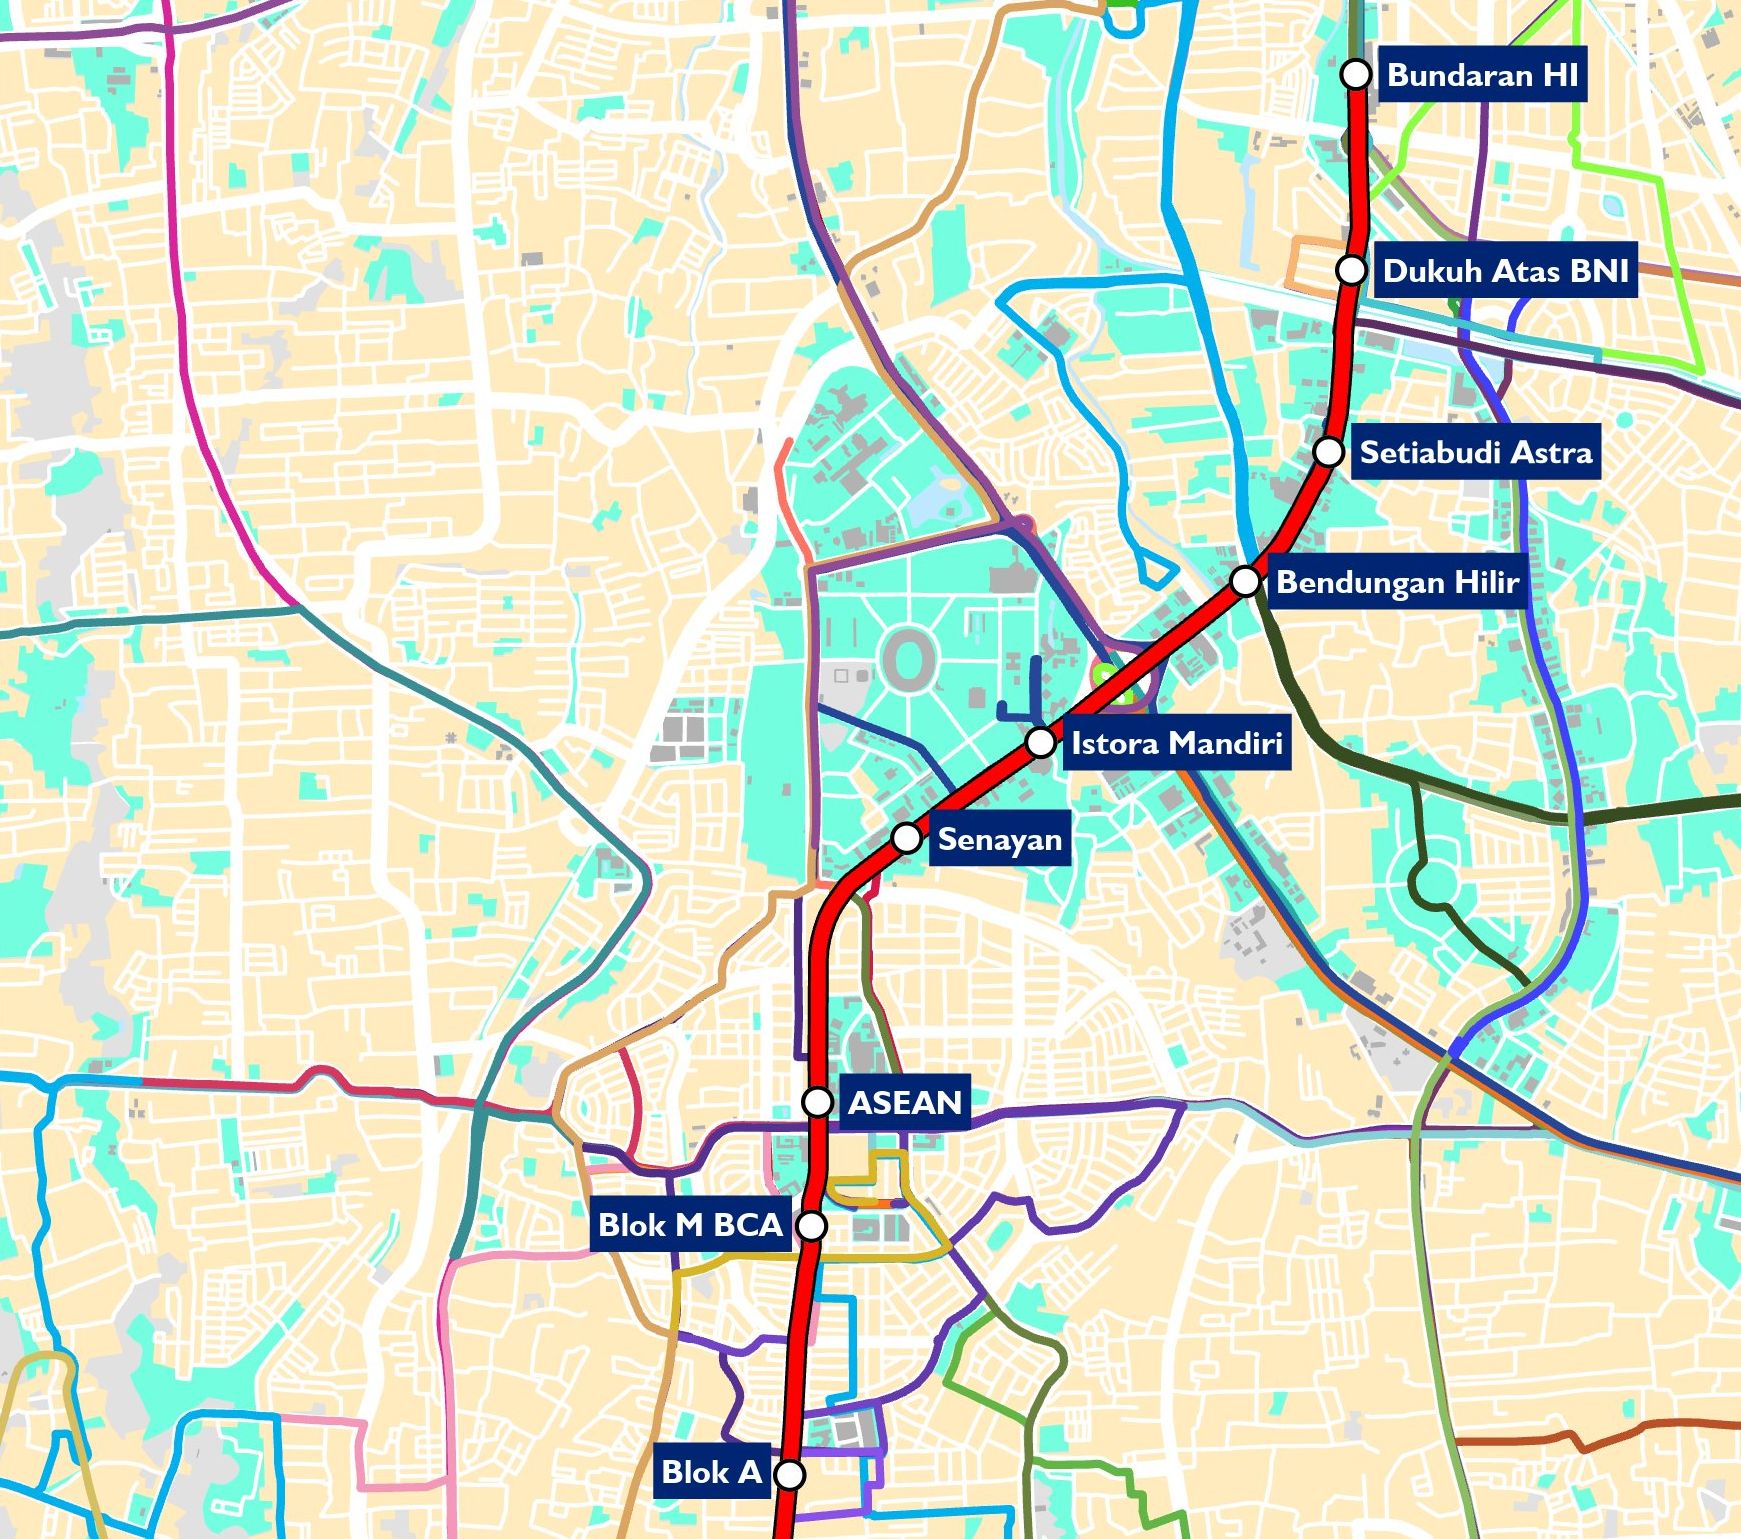 Bundaran HI
Dukuh Atas BNI
Setiabudi Astra
Bendungan Hilir
Istora Mandiri
Senayan
ASEAN
Blok M BCA
Blok A